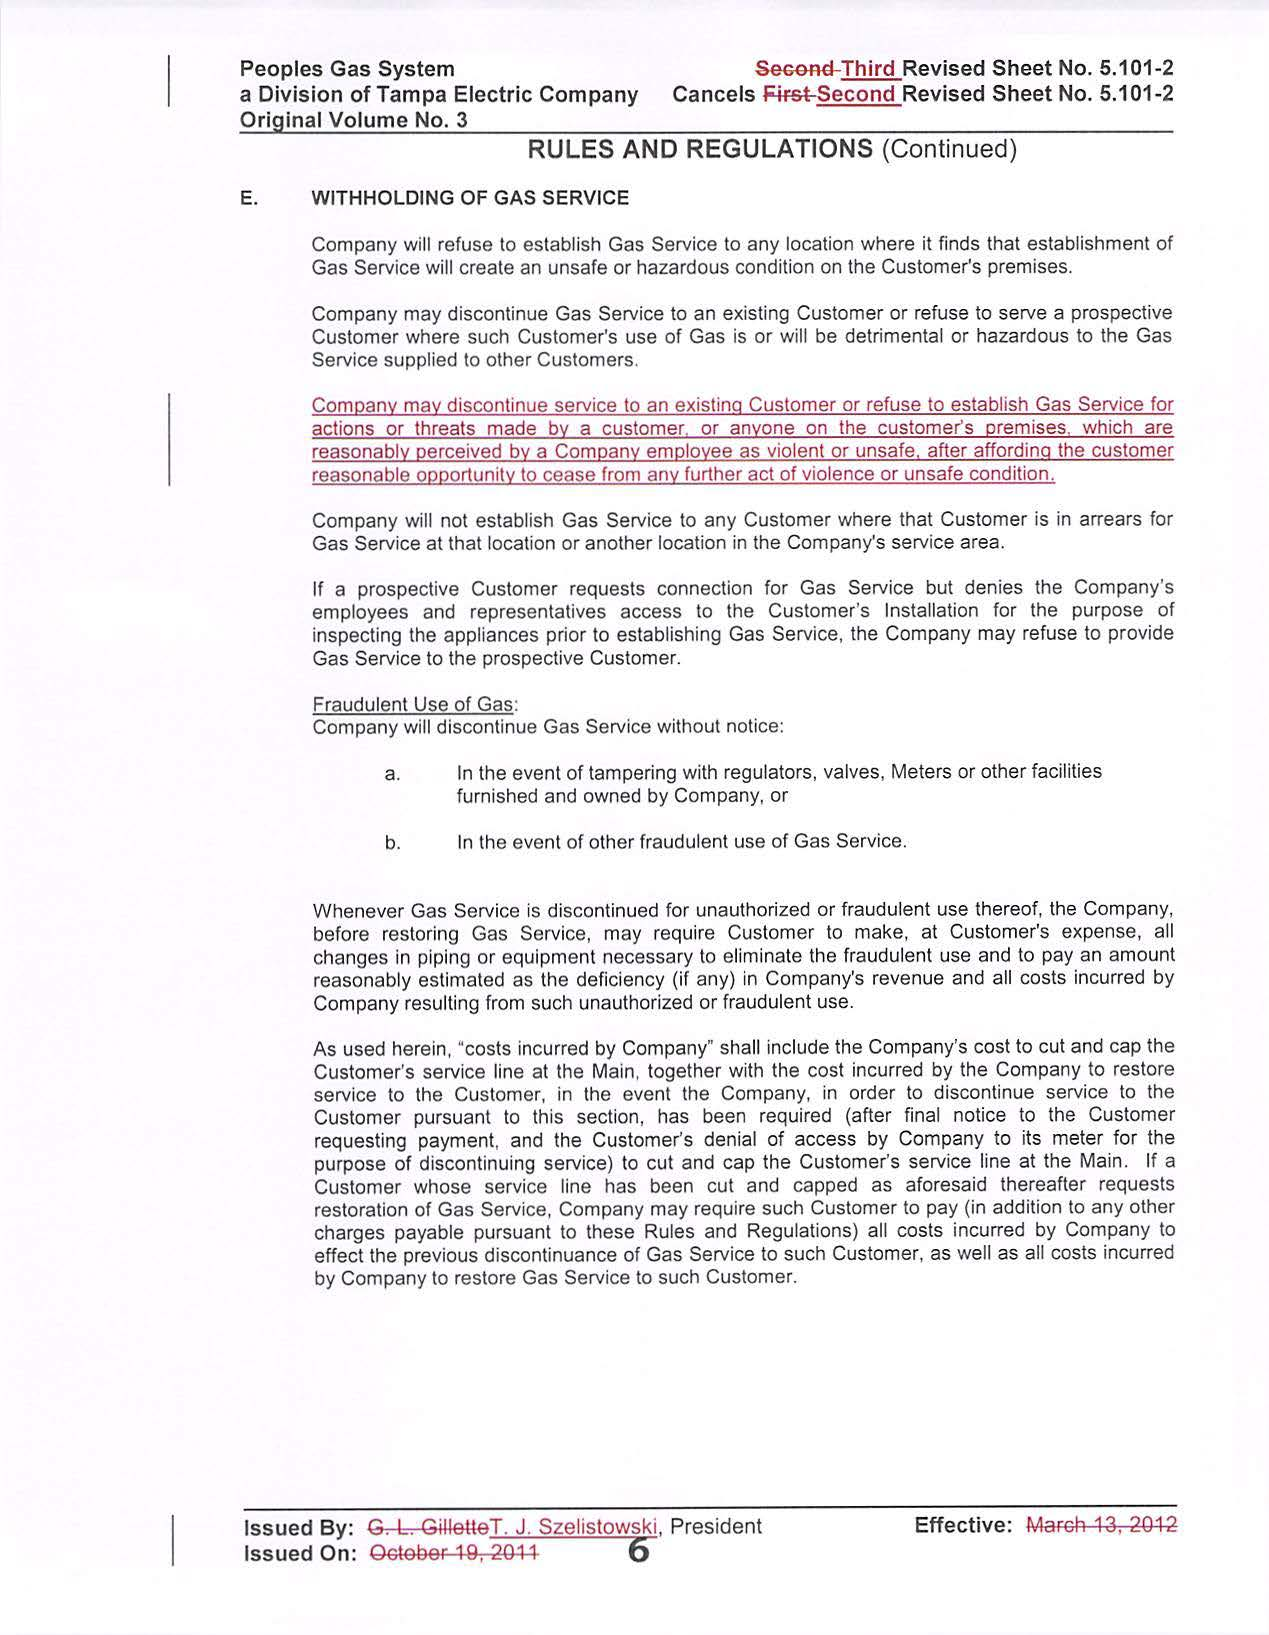 Peoples Gas System Second Third Revised Sheet No. 5.101-2
a Division of Tampa Electric Company Cancels First Second Revised Sheet No. 5.101-2
Original Volume No. 3
RULES AND REGULATIONS (Continued)
E. WITHHOLDING OF GAS SERVICE
Company will refuse to establish Gas Service to any location where it finds that establishment of
Gas Service will create an unsafe or hazardous condition on the Customer's premises.
Company may discontinue Gas Service to an existing Customer or refuse to serve a prospective
Customer where such Customer's use of Gas is or will be detrimental or hazardous to the Gas
Service supplied to other Customers.
Company may discontinue service to an existing Customer or refuse to establish Gas Service for
actions or threats made by a customer, or anyone on the customer's premises, which are
reasonably perceived by a Company employee as violent or unsafe, after affording the customer
reasonable opportunity to cease from any further act of violence or unsafe condition.
Company will not establish Gas Service to any Customer where that Customer is in arrears for
Gas Service at that location or another location in the Company's service area.
If a prospective Customer requests connection for Gas Service but denies the Company's
employees and representatives access to the Customer's Installation for the purpose of
inspecting the appliances prior to establishing Gas Service, the Company may refuse to provide
Gas Service to the prospective Customer.
Fraudulent Use of Gas:
Company will discontinue Gas Service without notice:
a. In the event of tampering with regulators, valves, Meters or other facilities
furnished and owned by Company, or
b. In the event of other fraudulent use of Gas Service.
Whenever Gas Service is discontinued for unauthorized or fraudulent use thereof, the Company,
before restoring Gas Service, may require Customer to make, at Customer's expense, all
changes in piping or equipment necessary to eliminate the fraudulent use and to pay an amount
reasonably estimated as the deficiency (if any) in Company's revenue and all costs incurred by
Company resulting from such unauthorized or fraudulent use.
As used herein, "costs incurred by Company" shall include the Company's cost to cut and cap the
Customer's service line at the Main, together with the cost incurred by the Company to restore
service to the Customer, in the event the Company, in order to discontinue service to the
Customer pursuant to this section, has been required (after final notice to the Customer
requesting payment, and the Customer's denial of access by Company to its meter for the
purpose of discontinuing service) to cut and cap the Customer's service line at the Main. If a
Customer whose service line has been cut and capped as aforesaid thereafter requests
restoration of Gas Service, Company may require such Customer to pay (in addition to any other
charges payable pursuant to these Rules and Regulations) all costs incurred by Company to
effect the previous discontinuance of Gas Service to such Customer, as well as all costs incurred
by Company to restore Gas Service to such Customer.
Issued By: G. L. GilletteT. J. Szelistowski, President Effective: March 13, 2012
Issued On: October 19, 2011 6